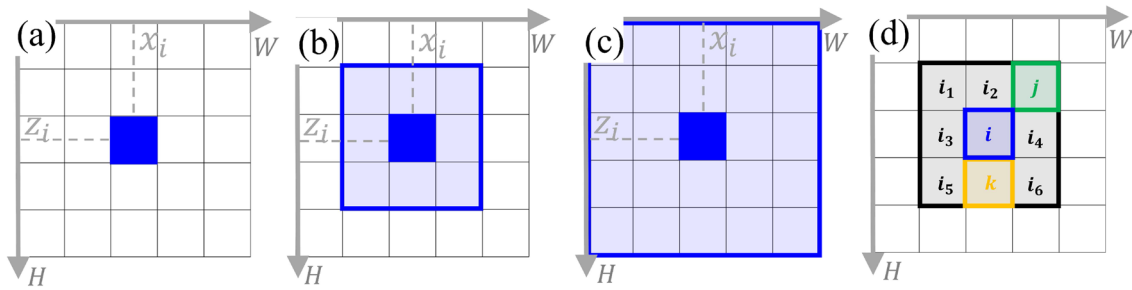 (a)
W
x_i
z_i
H
(b)
W
x_i
z_i
H
(c)
W
x_i
z_i
H
(d)
W
i_1 i_2 j
i_3 i i_4
i_5 k i_6
H